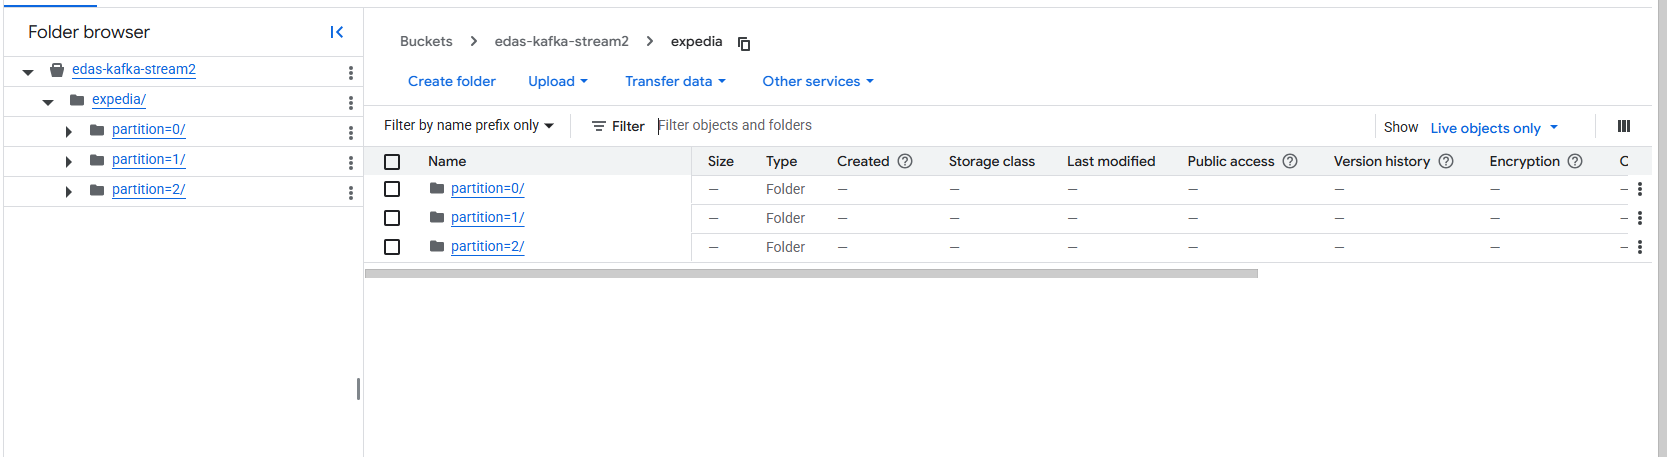 Folder browser
edas-kafka-stream2
expedia/
partition=0/
partition=1/
partition=2/
Buckets > edas-kafka-stream2 > expedia
Create folder Upload Transfer data Other services
Filter by name prefix only Filter Filter objects and folders Show Live objects only
Name Size Type Created Storage class Last modified Public access Version history Encryption C
partition=0/ — Folder — — — — — — —
partition=1/ — Folder — — — — — — —
partition=2/ — Folder — — — — — — —